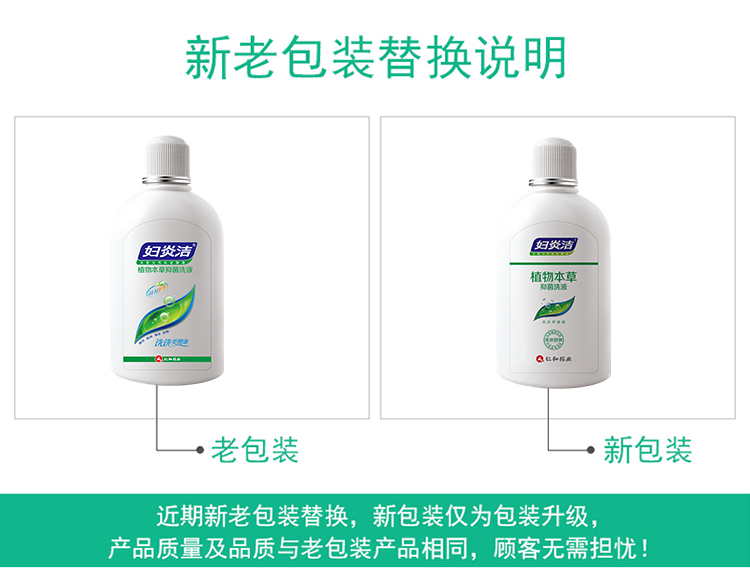 新老包装替换说明
妇炎洁
植物本草抑菌洗液
洗洗更健康
仁和药业
妇炎洁
植物本草
抑菌洗液
仁和药业
老包装
新包装
近期新老包装替换，新包装仅为包装升级，
产品质量及品质与老包装产品相同，顾客无需担忧！